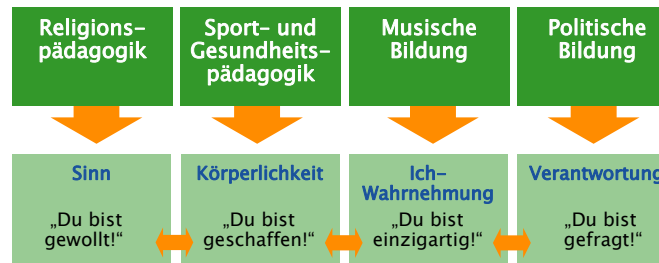 Religions-
pädagogik
Sport- und
Gesundheits-
pädagogik
Musische
Bildung
Politische
Bildung
Sinn
„Du bist
gewollt!“
Körperlichkeit
„Du bist
geschaffen!“
Ich-
Wahrnehmung
„Du bist
einzigartig!“
Verantwortung
„Du bist
gefragt!“